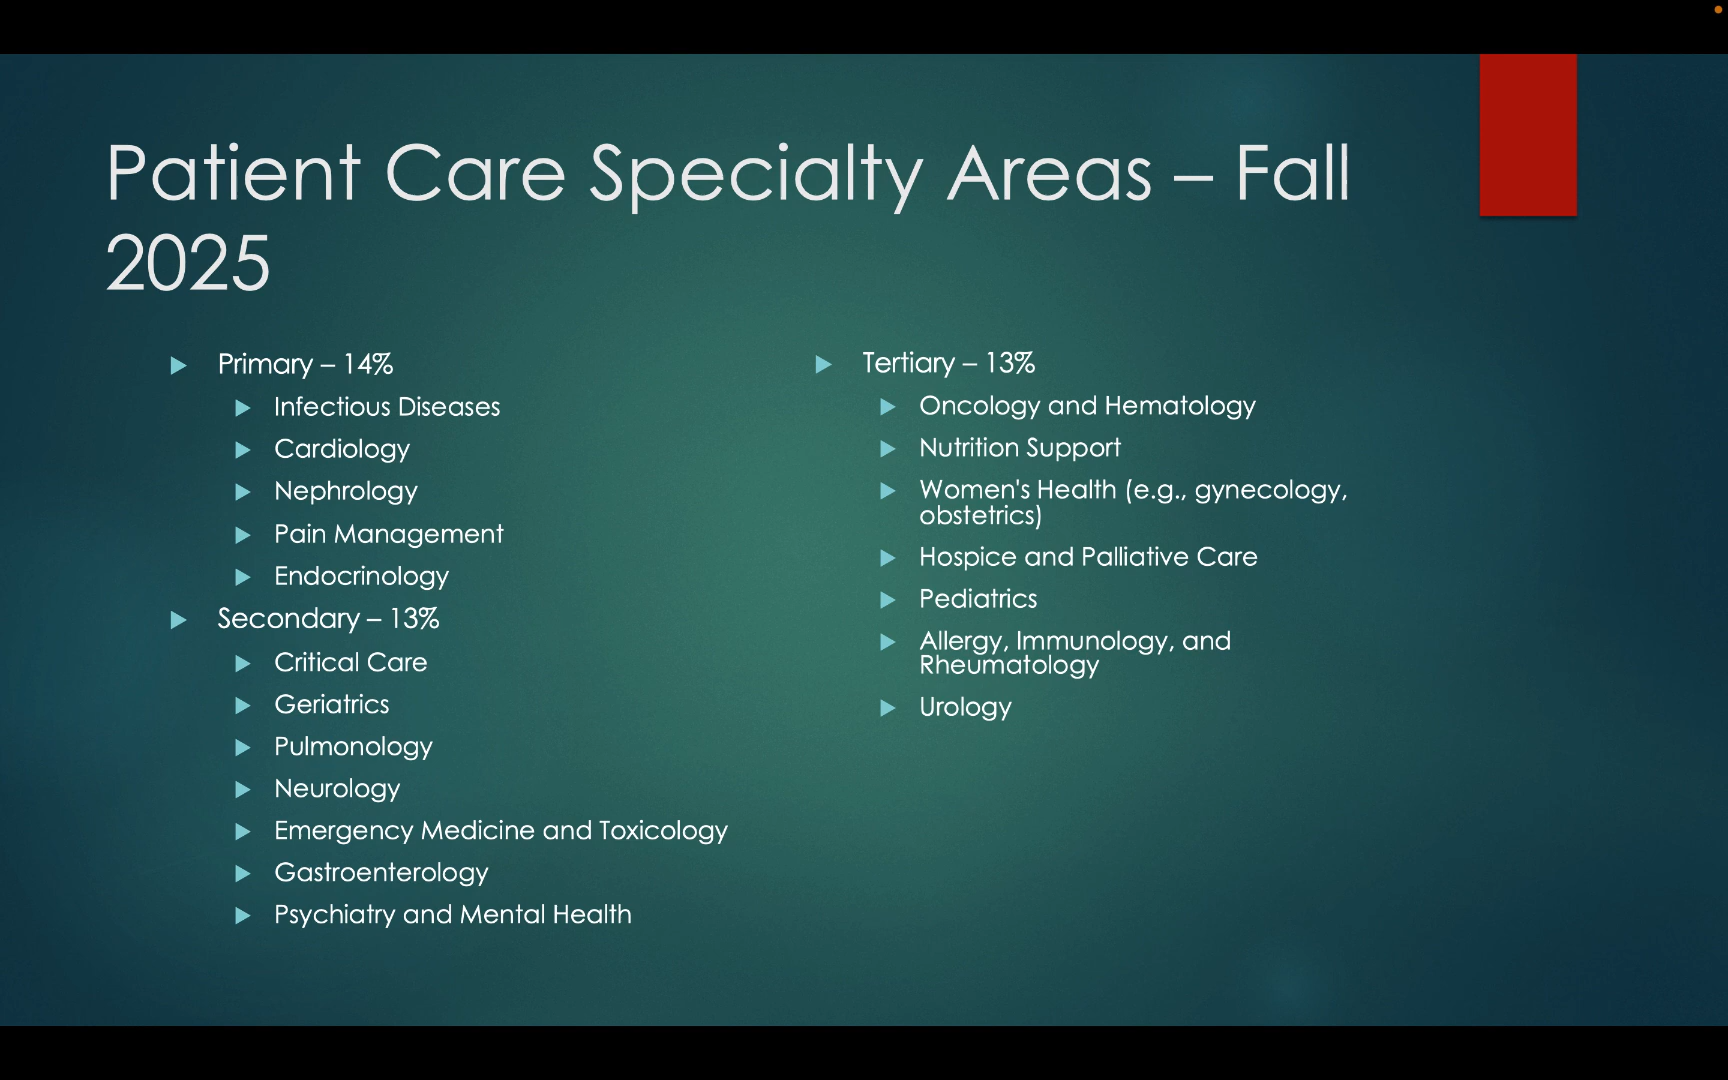 Patient Care Specialty Areas – Fall
2025
Primary – 14%
Infectious Diseases
Cardiology
Nephrology
Pain Management
Endocrinology
Secondary – 13%
Critical Care
Geriatrics
Pulmonology
Neurology
Emergency Medicine and Toxicology
Gastroenterology
Psychiatry and Mental Health
Tertiary – 13%
Oncology and Hematology
Nutrition Support
Women's Health (e.g., gynecology,
obstetrics)
Hospice and Palliative Care
Pediatrics
Allergy, Immunology, and
Rheumatology
Urology